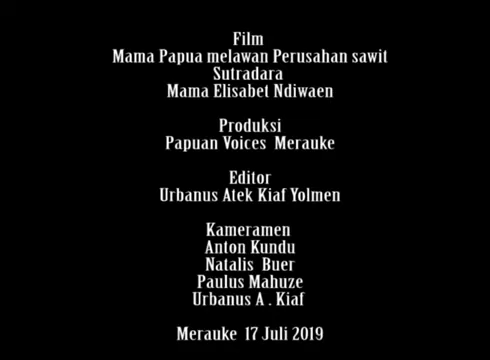 Film
Mama Papua melawan Perusahan sawit
Sutradara
Mama Elisabet Ndiwaen
Produksi
Papuan Voices Merauke
Editor
Urbanus Atek Kiaf Yolmen
Kameramen
Anton Kundu
Natalis Buer
Paulus Mahuze
Urbanus A . Kiaf
Merauke 17 Juli 2019